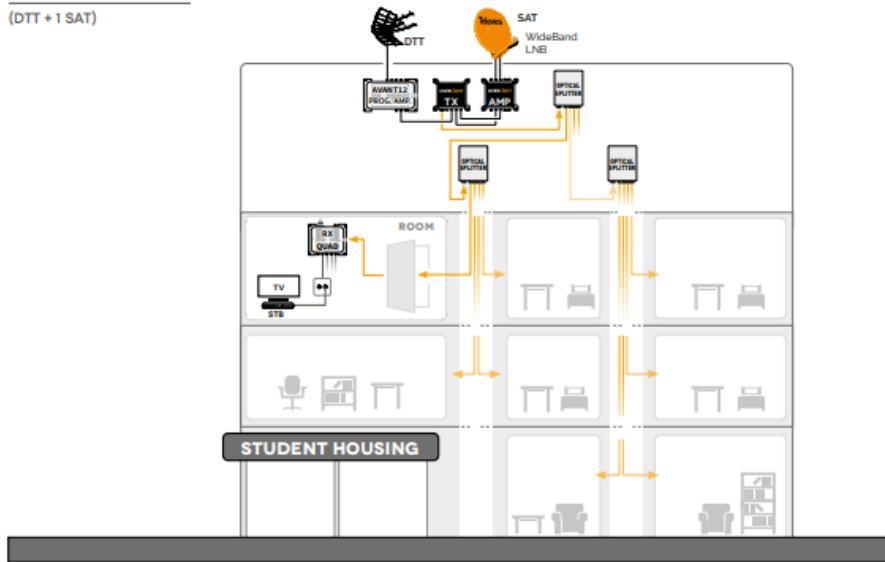 (DTT + 1 SAT)
Televes
SAT
DTT
WideBand
LNB
AVANT12
PROG. AMP.
TX
AMP
OPTICAL
SPLITTER
OPTICAL
SPLITTER
OPTICAL
SPLITTER
ROOM
RX
QUAD
TV
STB
STUDENT HOUSING